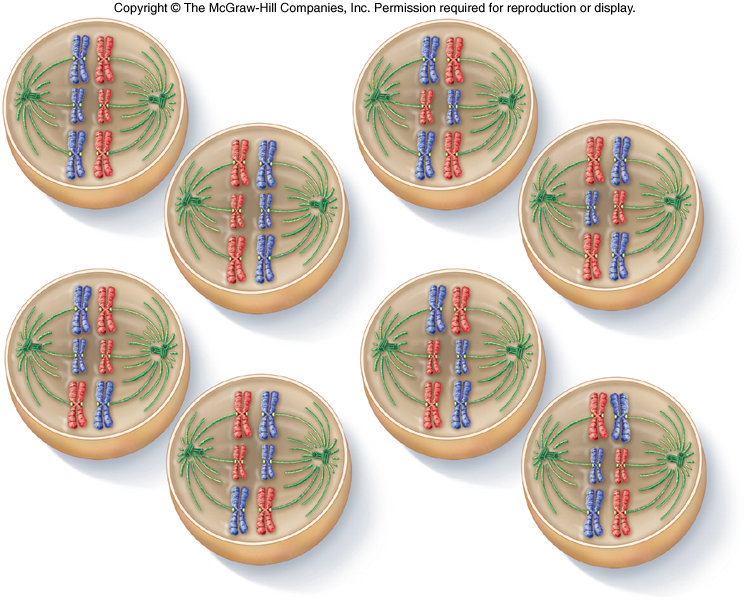 Copyright © The McGraw-Hill Companies, Inc. Permission required for reproduction or display.